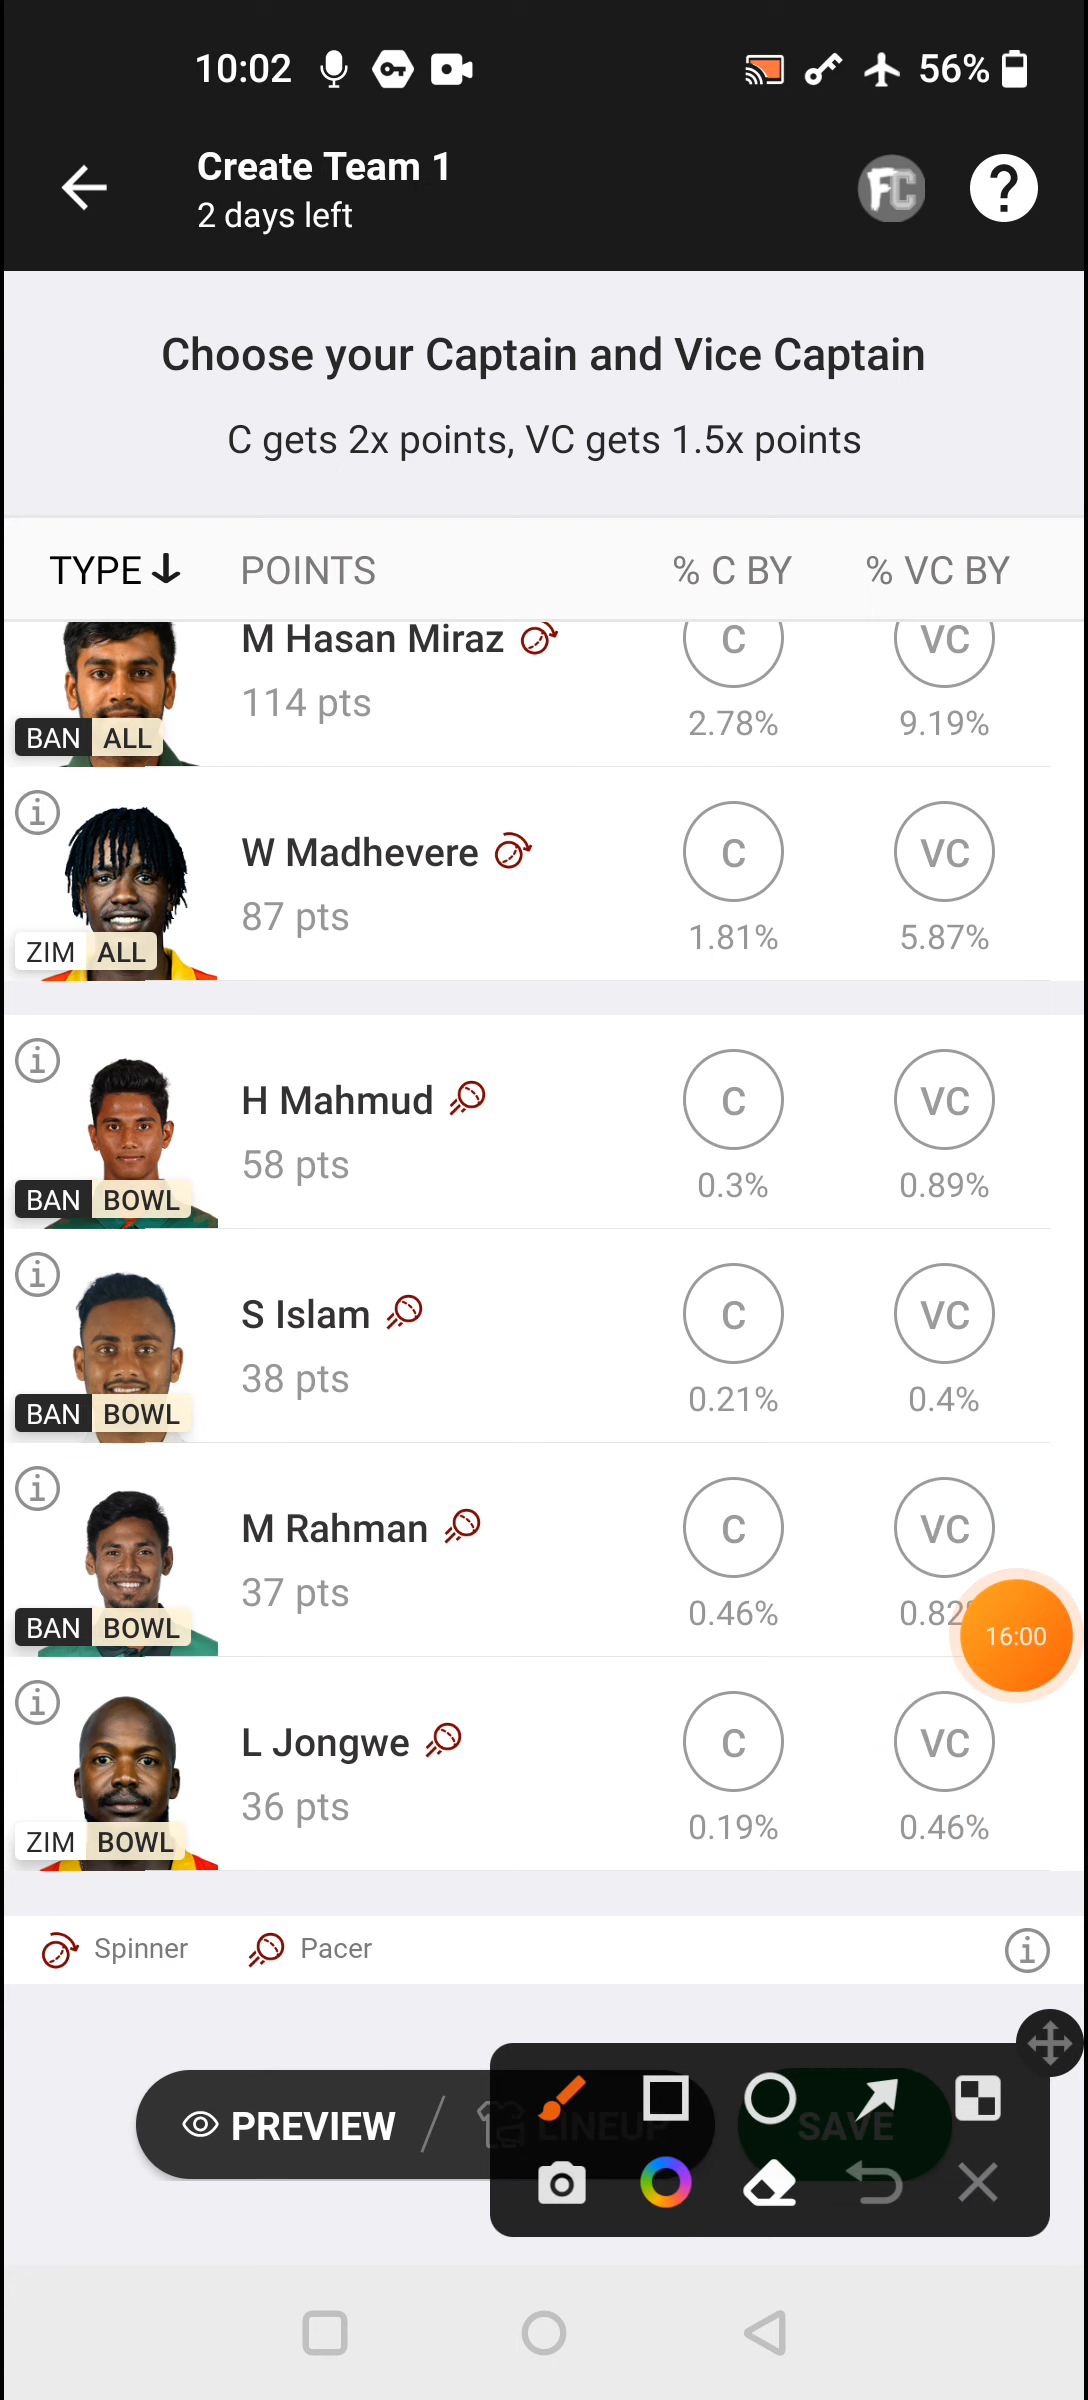 10:02
56%
Create Team 1
2 days left
FC
?
Choose your Captain and Vice Captain
C gets 2x points, VC gets 1.5x points
TYPE POINTS % C BY % VC BY
M Hasan Miraz C VC
114 pts 2.78% 9.19%
BAN ALL
W Madhevere C VC
87 pts 1.81% 5.87%
ZIM ALL
H Mahmud C VC
58 pts 0.3% 0.89%
BAN BOWL
S Islam C VC
38 pts 0.21% 0.4%
BAN BOWL
M Rahman C VC
37 pts 0.46% 0.82
BAN BOWL
16:00
L Jongwe C VC
36 pts 0.19% 0.46%
ZIM BOWL
Spinner Pacer
PREVIEW / LINEUP SAVE